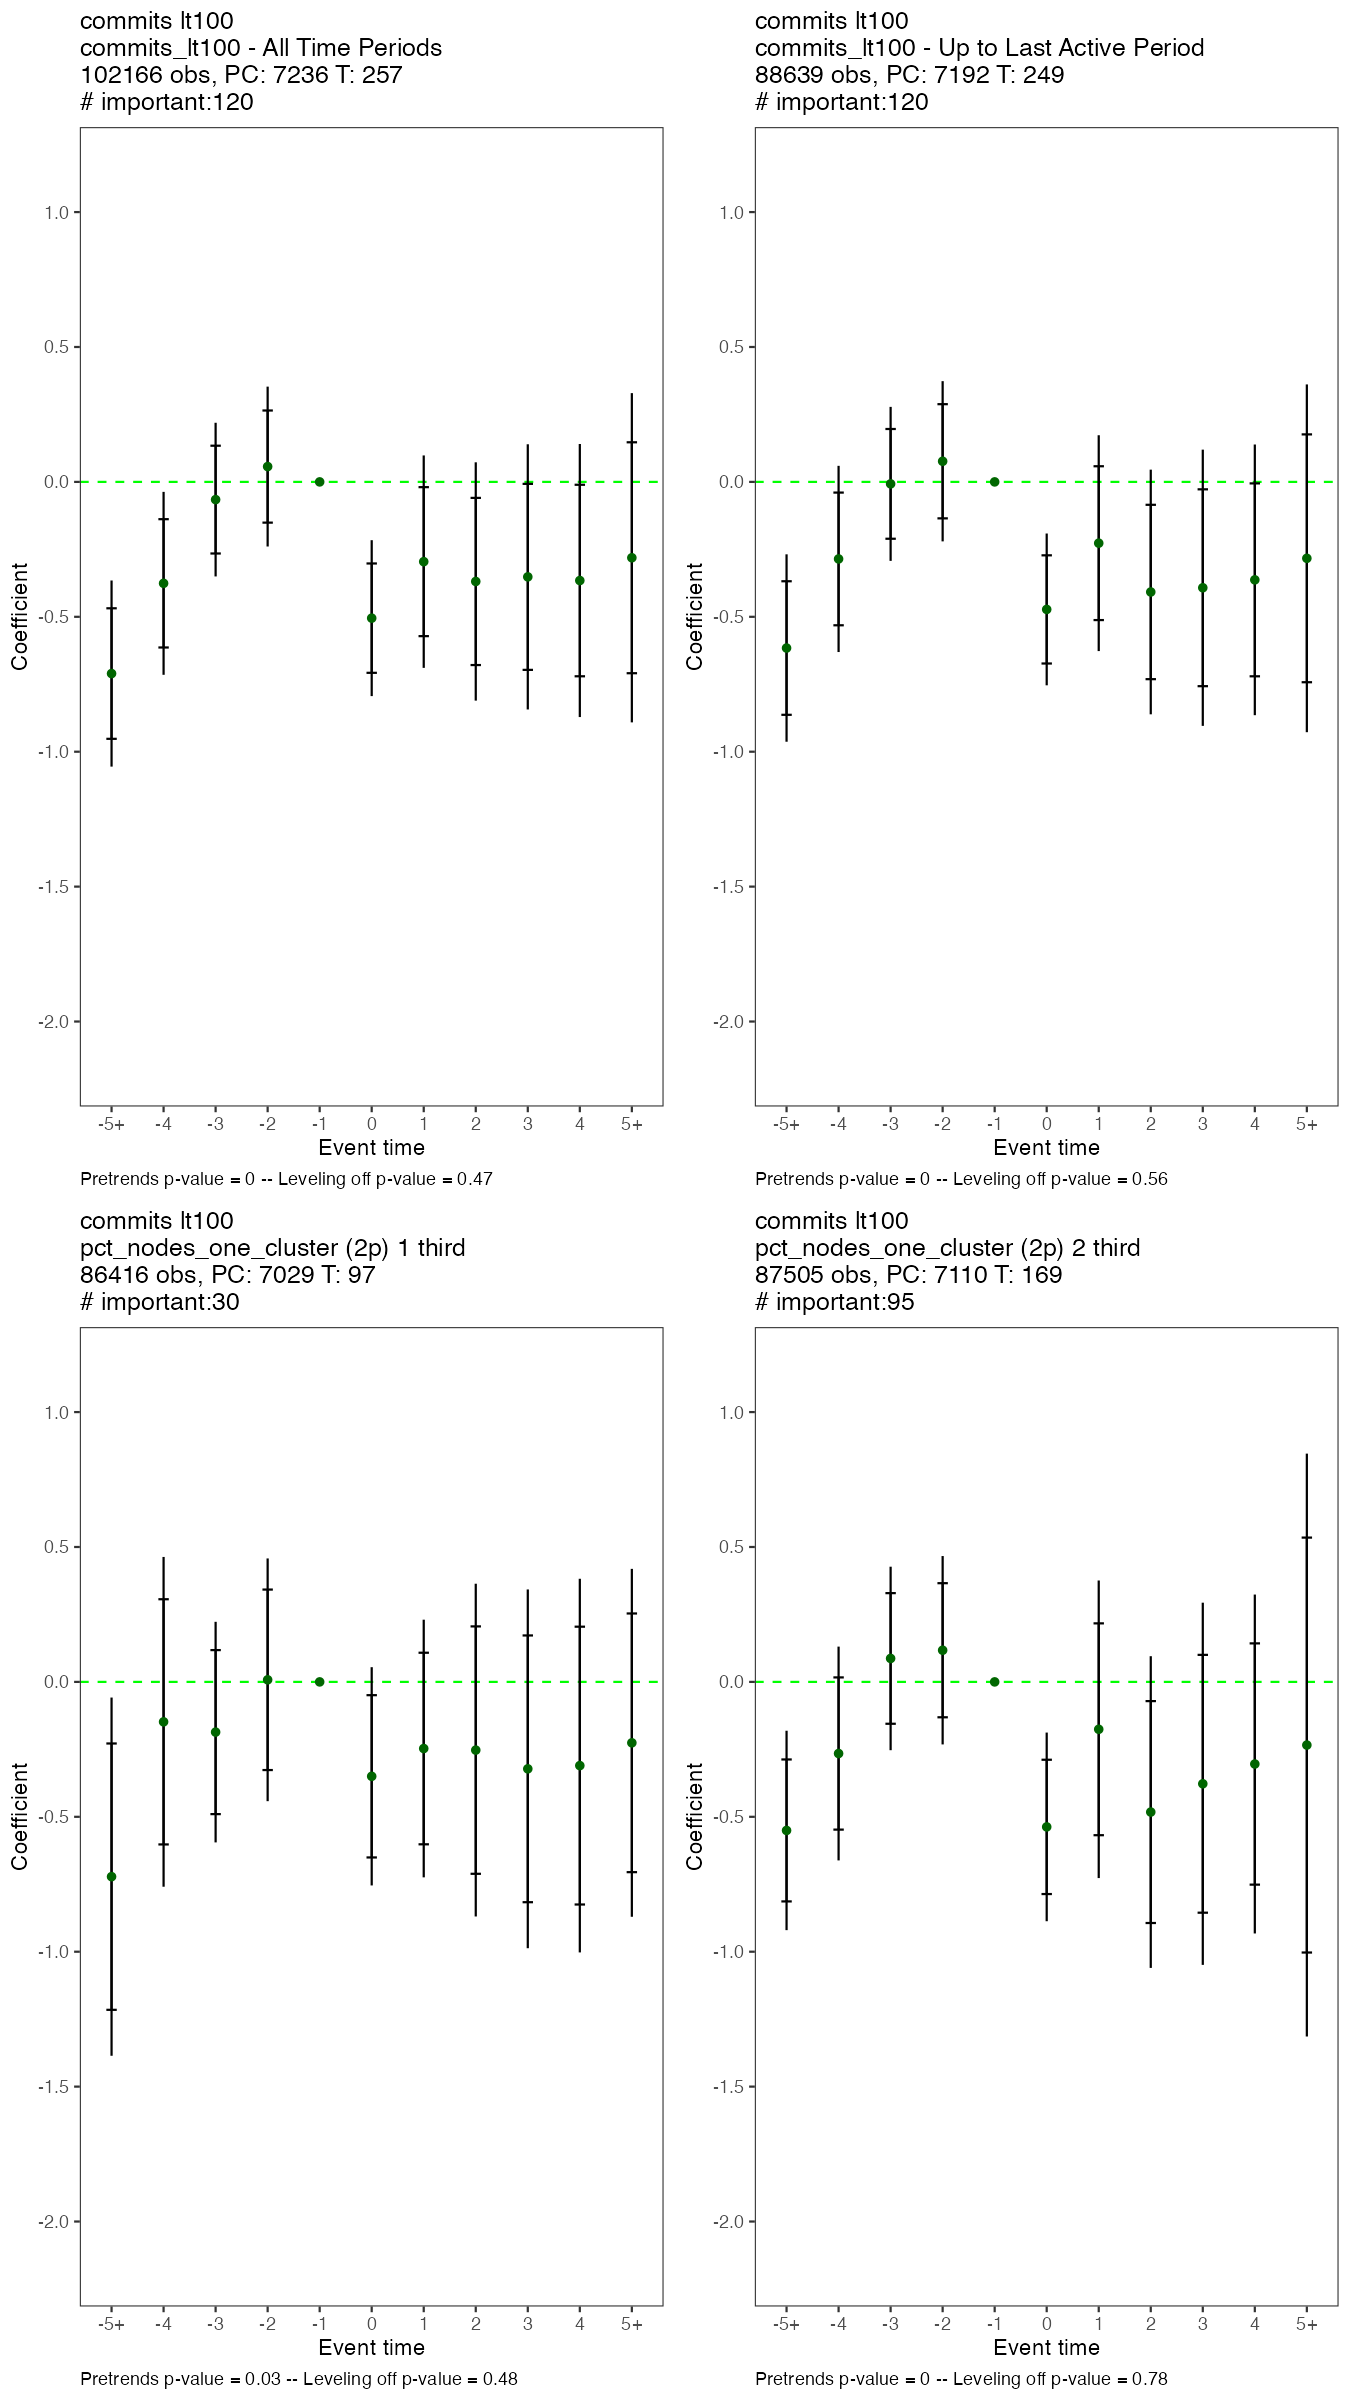 commits lt100
commits_lt100 - All Time Periods
102166 obs, PC: 7236 T: 257
# important:120
1.0
0.5
0.0
-0.5
-1.0
-1.5
-2.0
Coefficient
-5+ -4 -3 -2 -1 0 1 2 3 4 5+
Event time
Pretrends p-value = 0 -- Leveling off p-value = 0.47
commits lt100
commits_lt100 - Up to Last Active Period
88639 obs, PC: 7192 T: 249
# important:120
1.0
0.5
0.0
-0.5
-1.0
-1.5
-2.0
Coefficient
-5+ -4 -3 -2 -1 0 1 2 3 4 5+
Event time
Pretrends p-value = 0 -- Leveling off p-value = 0.56
commits lt100
pct_nodes_one_cluster (2p) 1 third
86416 obs, PC: 7029 T: 97
# important:30
1.0
0.5
0.0
-0.5
-1.0
-1.5
-2.0
Coefficient
-5+ -4 -3 -2 -1 0 1 2 3 4 5+
Event time
Pretrends p-value = 0.03 -- Leveling off p-value = 0.48
commits lt100
pct_nodes_one_cluster (2p) 2 third
87505 obs, PC: 7110 T: 169
# important:95
1.0
0.5
0.0
-0.5
-1.0
-1.5
-2.0
Coefficient
-5+ -4 -3 -2 -1 0 1 2 3 4 5+
Event time
Pretrends p-value = 0 -- Leveling off p-value = 0.78